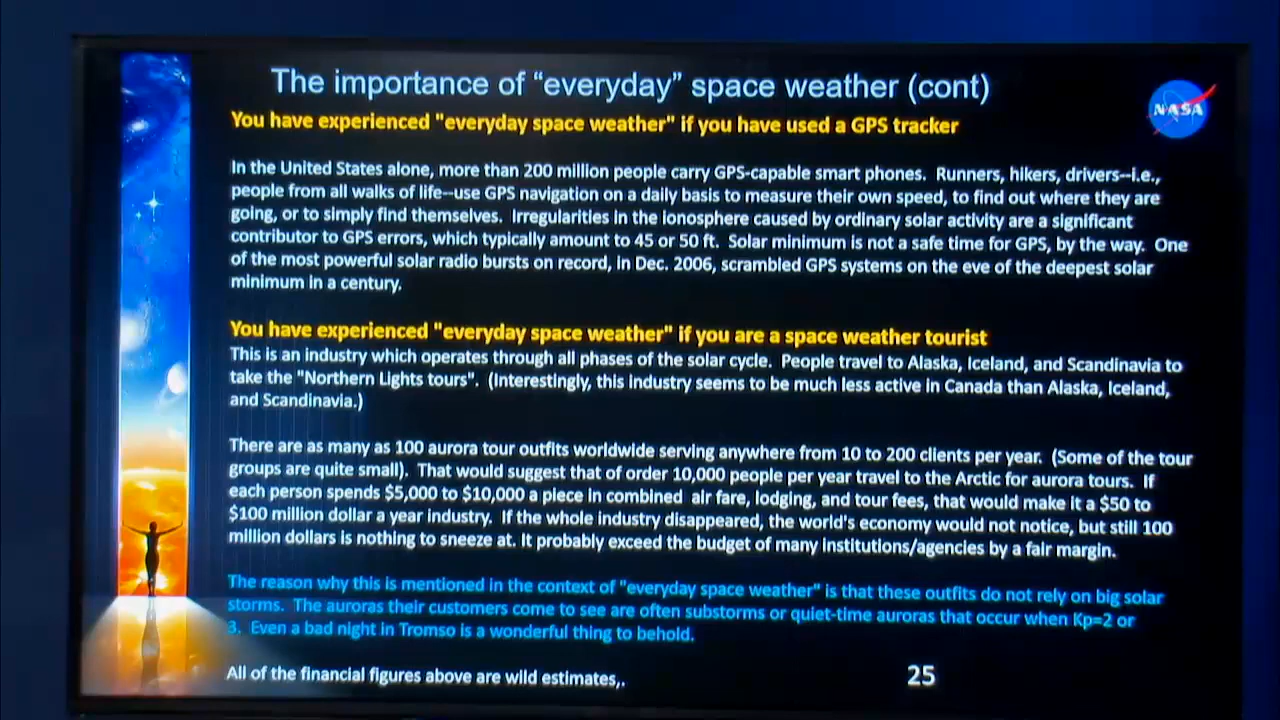 The importance of “everyday” space weather (cont)
NASA
You have experienced "everyday space weather" if you have used a GPS tracker
In the United States alone, more than 200 million people carry GPS-capable smart phones. Runners, hikers, drivers--i.e.,
people from all walks of life--use GPS navigation on a daily basis to measure their own speed, to find out where they are
going, or to simply find themselves. Irregularities in the ionosphere caused by ordinary solar activity are a significant
contributor to GPS errors, which typically amount to 45 or 50 ft. Solar minimum is not a safe time for GPS, by the way. One
of the most powerful solar radio bursts on record, in Dec. 2006, scrambled GPS systems on the eve of the deepest solar
minimum in a century.
You have experienced "everyday space weather" if you are a space weather tourist
This is an industry which operates through all phases of the solar cycle. People travel to Alaska, Iceland, and Scandinavia to
take the "Northern Lights tours". (Interestingly, this industry seems to be much less active in Canada than Alaska, Iceland,
and Scandinavia.)
There are as many as 100 aurora tour outfits worldwide serving anywhere from 10 to 200 clients per year. (Some of the tour
groups are quite small). That would suggest that of order 10,000 people per year travel to the Arctic for aurora tours. If
each person spends $5,000 to $10,000 a piece in combined air fare, lodging, and tour fees, that would make it a $50 to
$100 million dollar a year industry. If the whole industry disappeared, the world's economy would not notice, but still 100
million dollars is nothing to sneeze at. It probably exceed the budget of many institutions/agencies by a fair margin.
The reason why this is mentioned in the context of "everyday space weather" is that these outfits do not rely on big solar
storms. The auroras their customers come to see are often substorms or quiet-time auroras that occur when Kp=2 or
3. Even a bad night in Tromso is a wonderful thing to behold.
All of the financial figures above are wild estimates,.
25